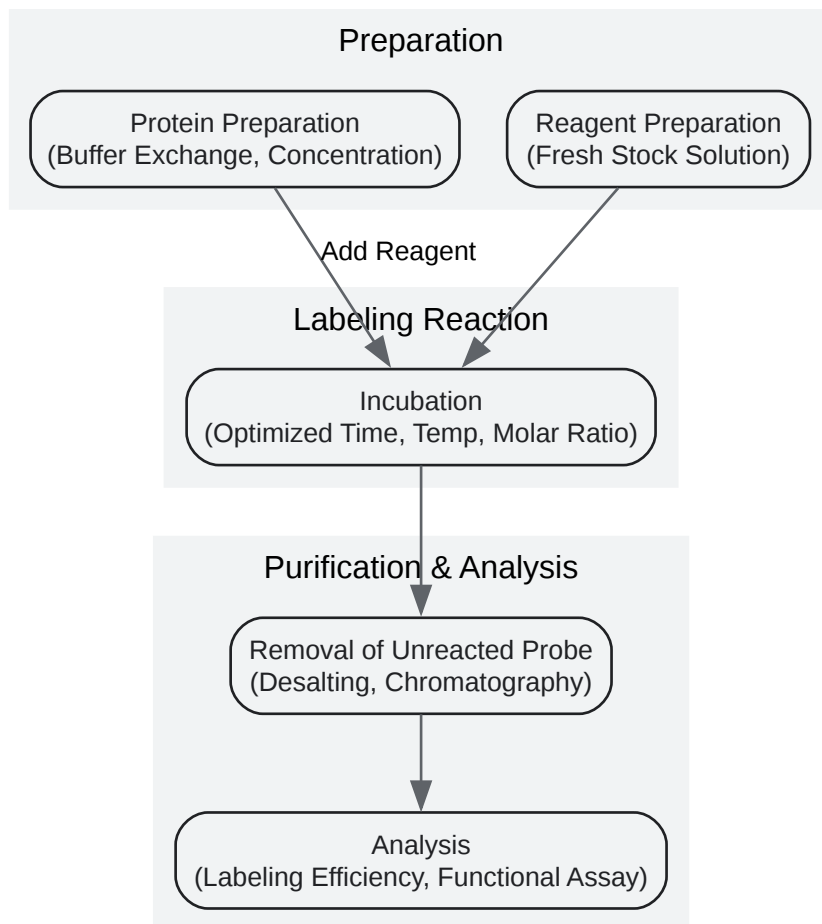 Preparation
Protein Preparation
(Buffer Exchange, Concentration)
Reagent Preparation
(Fresh Stock Solution)
Add Reagent
Labeling Reaction
Incubation
(Optimized Time, Temp, Molar Ratio)
Purification & Analysis
Removal of Unreacted Probe
(Desalting, Chromatography)
Analysis
(Labeling Efficiency, Functional Assay)